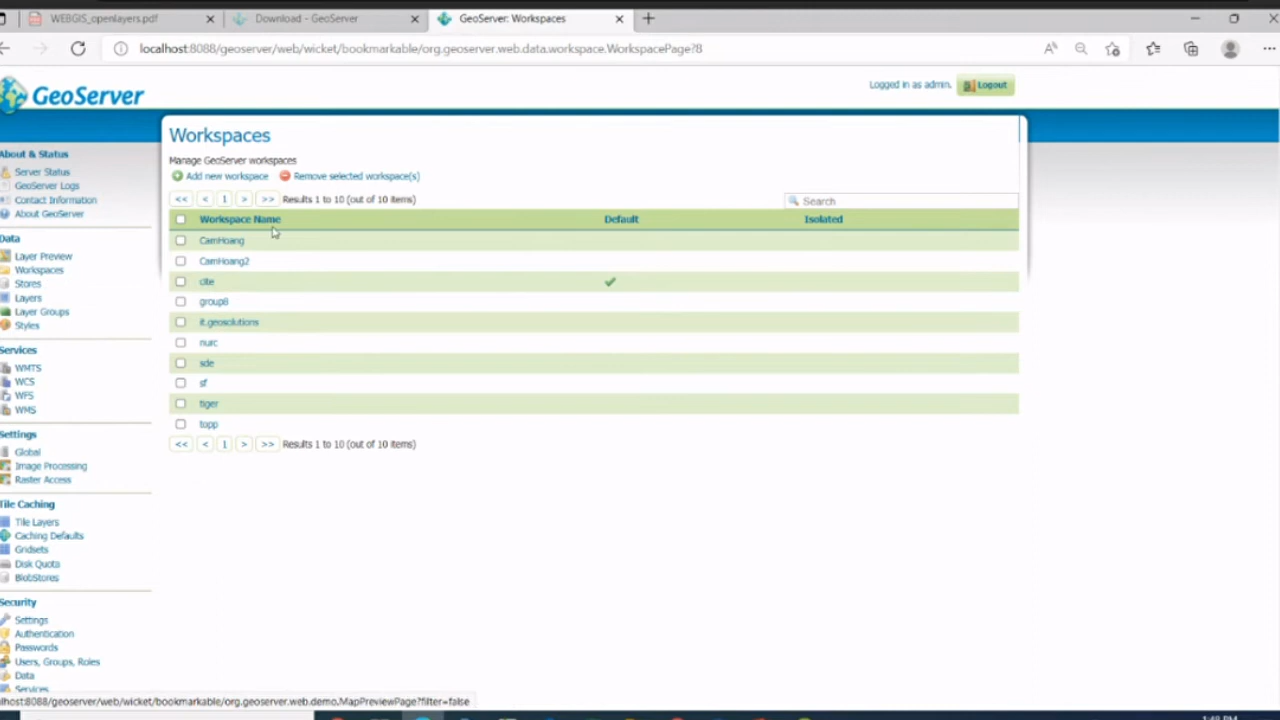 WEBGIS_openlayers.pdf
Download - GeoServer
GeoServer: Workspaces
localhost:8088/geoserver/web/wicket/bookmarkable/org.geoserver.web.data.workspace.WorkspacePage?8
GeoServer
Logged in as admin.
Logout
About & Status
Server Status
GeoServer Logs
Contact Information
About GeoServer
Data
Layer Preview
Workspaces
Stores
Layers
Layer Groups
Styles
Services
WMTS
WCS
WFS
WMS
Settings
Global
Image Processing
Raster Access
Tile Caching
Tile Layers
Caching Defaults
Gridsets
Disk Quota
BlobStores
Security
Settings
Authentication
Passwords
Users, Groups, Roles
Data
Services
Workspaces
Manage GeoServer workspaces
Add new workspace
Remove selected workspace(s)
<< < 1 > >> Results 1 to 10 (out of 10 items)
Search
Workspace Name Default Isolated
CamHoang
CamHoang2
cite
group8
it.geosolutions
nurc
sde
sf
tiger
topp
<< < 1 > >> Results 1 to 10 (out of 10 items)
lhost:8088/geoserver/web/wicket/bookmarkable/org.geoserver.web.demo.MapPreviewPage?filter=false